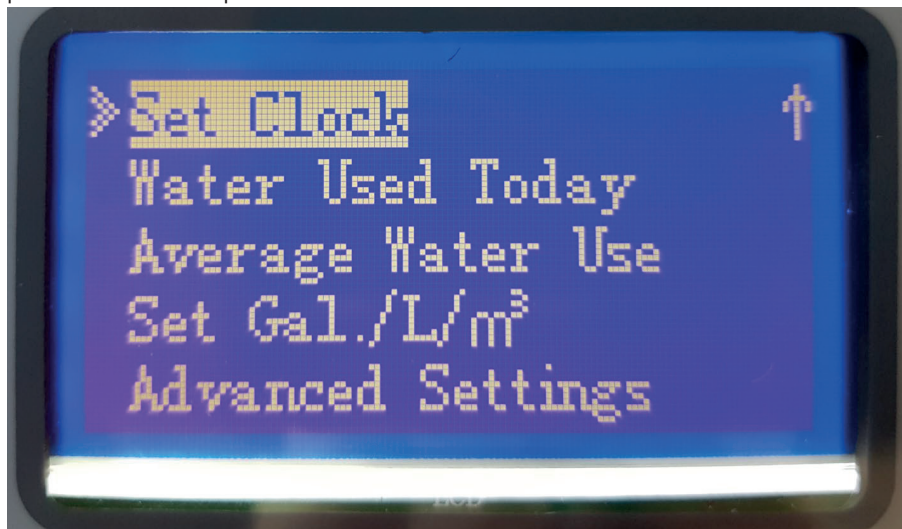 »Set Clock ↑
Water Used Today
Average Water Use
Set Gal./L/m³
Advanced Settings